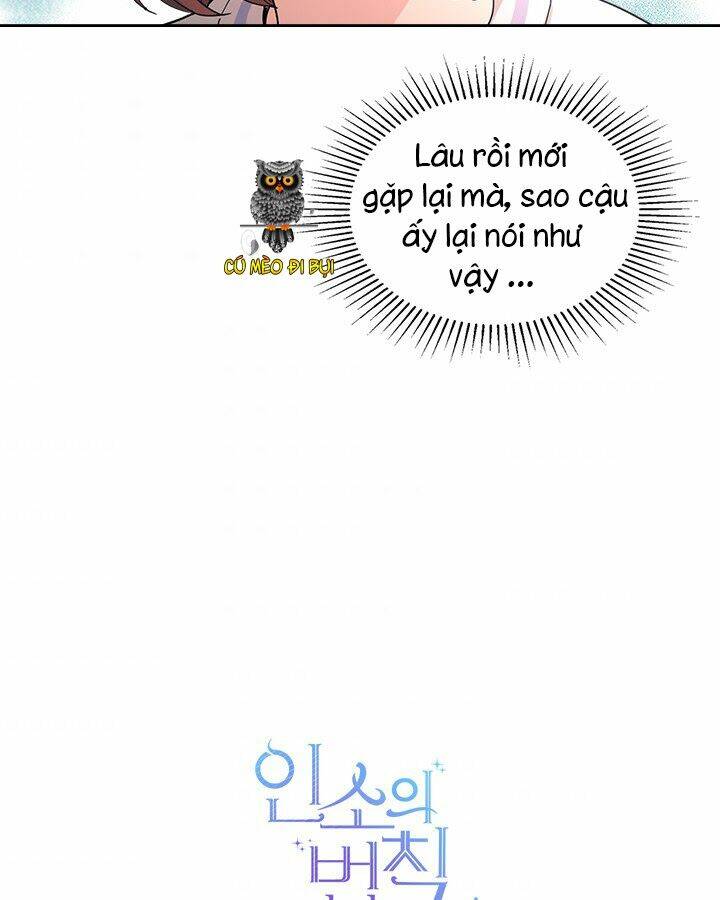 Lâu rồi mới
gặp lại mà, sao cậu
ấy lại nói như
vậy ...
CÚ MÈO ĐI BỤI
인소의
법칙